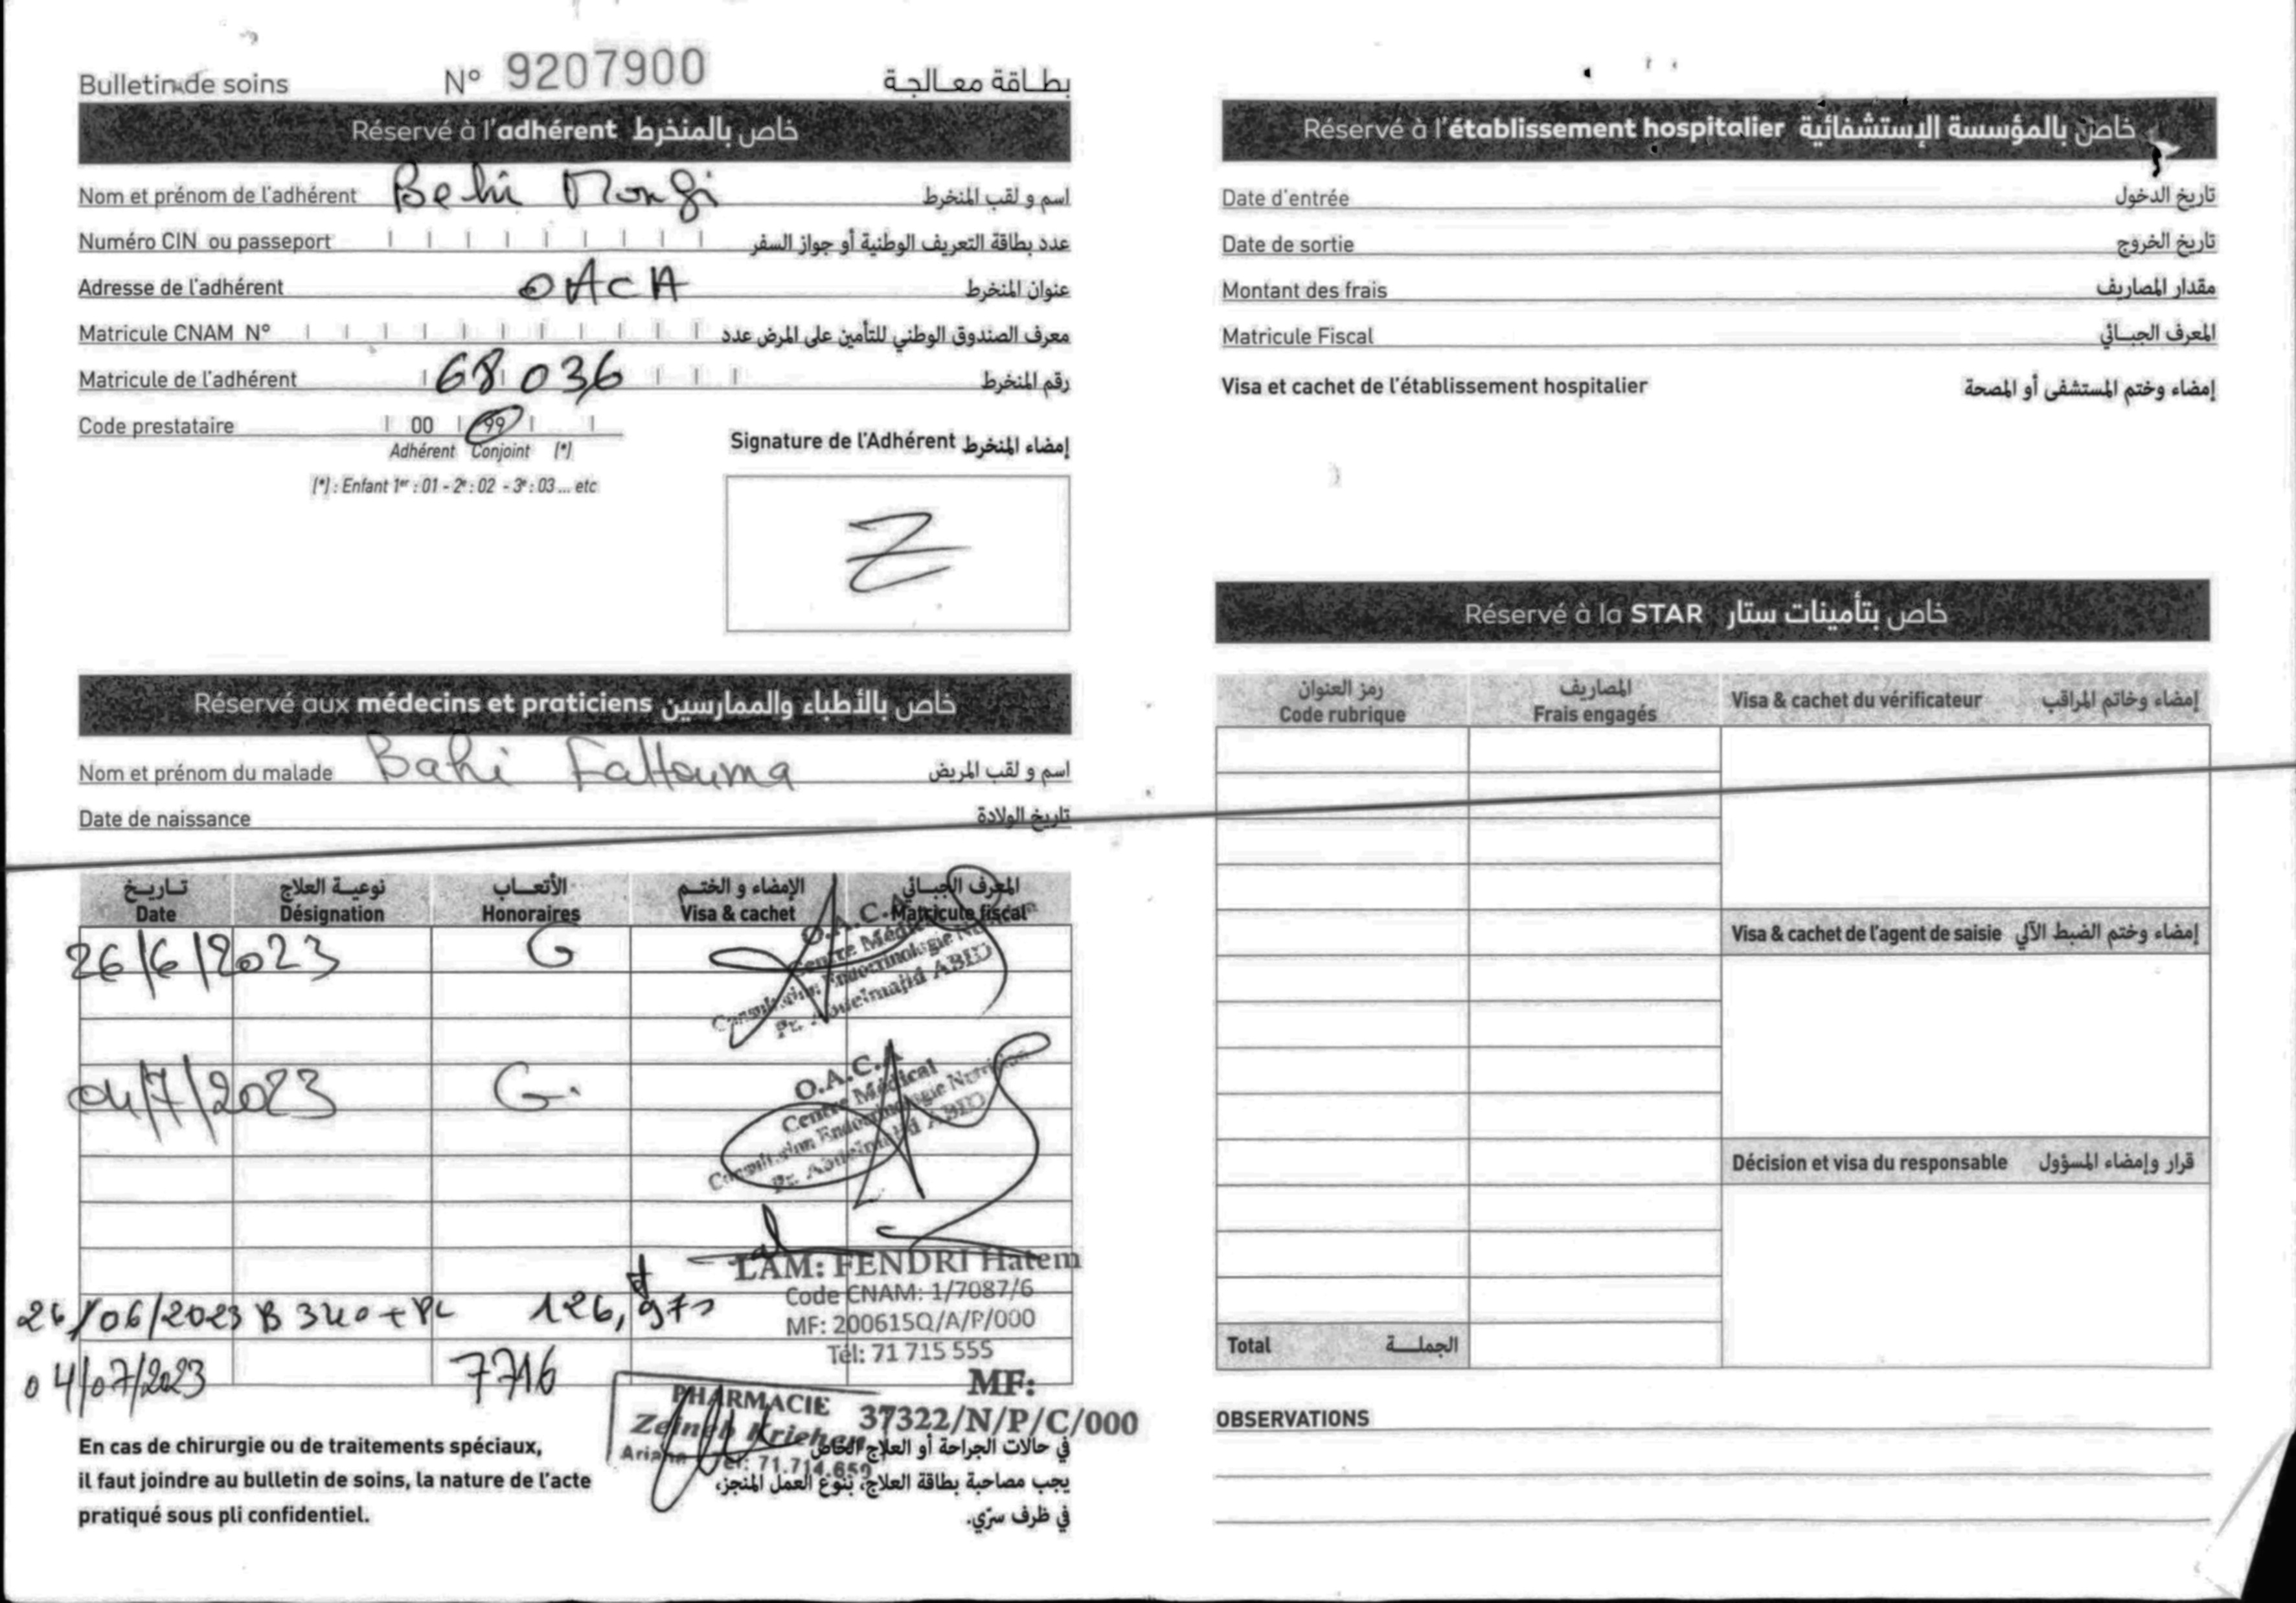 Bulletin de soins N° 9207900 بطاقة معالجة
Réservé à l'adhérent خاص بالمنخرط
Nom et prénom de l'adhérent Behi Mongi اسم و لقب المنخرط
Numéro CIN ou passeport عدد بطاقة التعريف الوطنية أو جواز السفر
Adresse de l'adhérent OACA عنوان المنخرط
Matricule CNAM N° معرف الصندوق الوطني للتأمين على المرض عدد
Matricule de l'adhérent 68036 رقم المنخرط
Code prestataire 00 99
Adhérent Conjoint (*)
(*) : Enfant 1er : 01 - 2e : 02 - 3e : 03 ... etc
Signature de l'Adhérent إمضاء المنخرط
Réservé aux médecins et praticiens خاص بالأطباء والممارسين
Nom et prénom du malade Bahi Fattouma اسم و لقب المريض
Date de naissance تاريخ الولادة
تاريخ نوعية العلاج الأتعاب الإمضاء و الختم المعرف الجبائي
Date Désignation Honoraires Visa & cachet Matricule fiscal
26/6/2023 G
O.A.C.A
Centre Médical
Consultation Endocrinologie Nutrition
Pr. Abdelmajid ABID
04/7/2023 G.
O.A.C.A
Centre Médical
Consultation Endocrinologie Nutrition
Pr. Abdelmajid ABID
LAM: FENDRI Hatem
Code CNAM: 1/7087/6
26/06/2023 B 340 + PC 126,
MF: 200615Q/A/P/000
Tél: 71 715 555
04/07/2023 7716
PHARMACIE
Zeineb Kriehen
Ariana Tél: 71.714.659
MF:
37322/N/P/C/000
En cas de chirurgie ou de traitements spéciaux,
il faut joindre au bulletin de soins, la nature de l'acte
pratiqué sous pli confidentiel.
في حالات الجراحة أو العلاج الخاص
يجب مصاحبة بطاقة العلاج، بنوع العمل المنجز،
في ظرف سرّي.
Réservé à l'établissement hospitalier خاص بالمؤسسة الإستشفائية
Date d'entrée تاريخ الدخول
Date de sortie تاريخ الخروج
Montant des frais مقدار المصاريف
Matricule Fiscal المعرف الجبائي
Visa et cachet de l'établissement hospitalier إمضاء وختم المستشفى أو المصحة
Réservé à la STAR خاص بتأمينات ستار
رمز العنوان المصاريف
Code rubrique Frais engagés Visa & cachet du vérificateur إمضاء وخاتم المراقب
Visa & cachet de l'agent de saisie إمضاء وختم الضبط الآلي
Décision et visa du responsable قرار وإمضاء المسؤول
Total الجملة
OBSERVATIONS